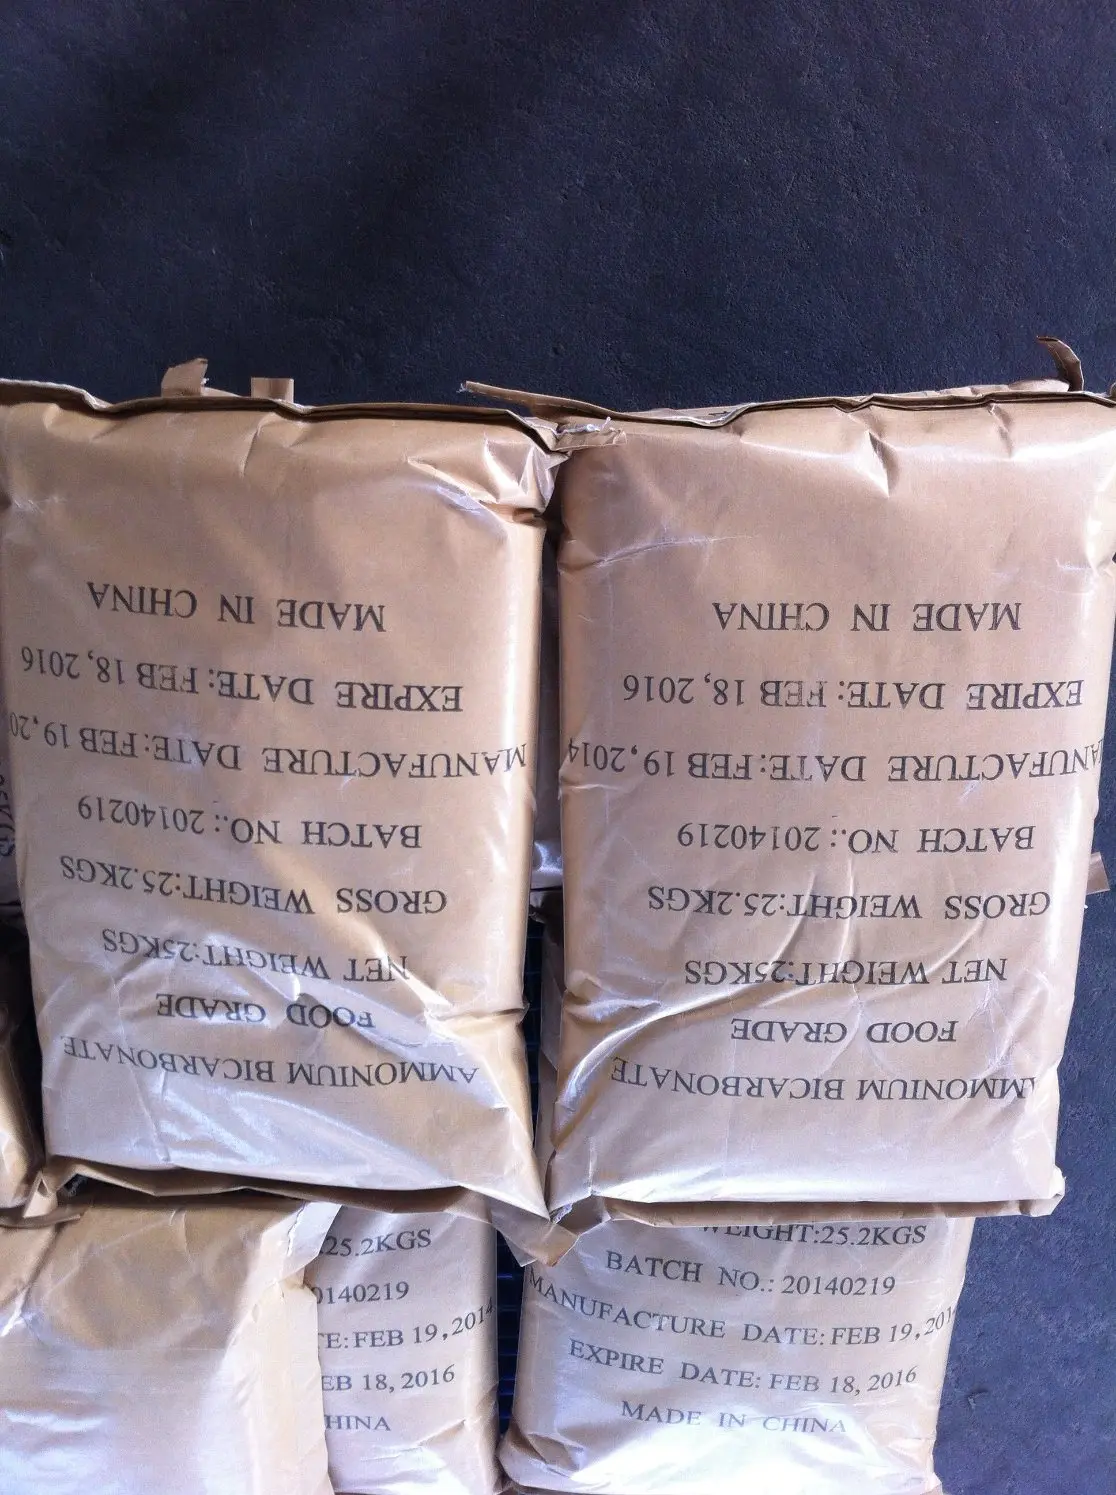 AMMONIUM BICARBONATE
FOOD GRADE
NET WEIGHT:25KGS
GROSS WEIGHT:25.2KGS
BATCH NO.: 20140219
MANUFACTURE DATE:FEB 19, 20
EXPIRE DATE: FEB 18, 2016
MADE IN CHINA
AMMONIUM BICARBONATE
FOOD GRADE
NET WEIGHT:25KGS
GROSS WEIGHT:25.2KGS
BATCH NO.: 20140219
ANUFACTURE DATE:FEB 19, 2014
EXPIRE DATE: FEB 18, 2016
MADE IN CHINA
.25.2KGS
0140219
TE: FEB 19, 2014
EB 18, 2016
HINA
WEIGHT:25.2KGS
BATCH NO.: 20140219
MANUFACTURE DATE: FEB 19, 201
EXPIRE DATE: FEB 18, 2016
MADE IN CHINA